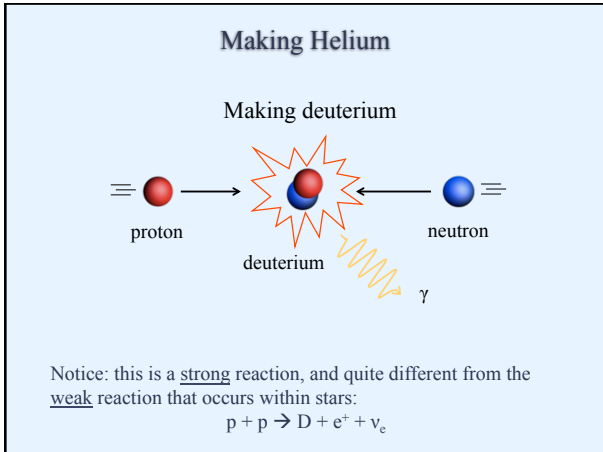 Making Helium
Making deuterium
proton
neutron
deuterium
γ
Notice: this is a strong reaction, and quite different from the
weak reaction that occurs within stars:
p + p → D + e⁺ + νₑ